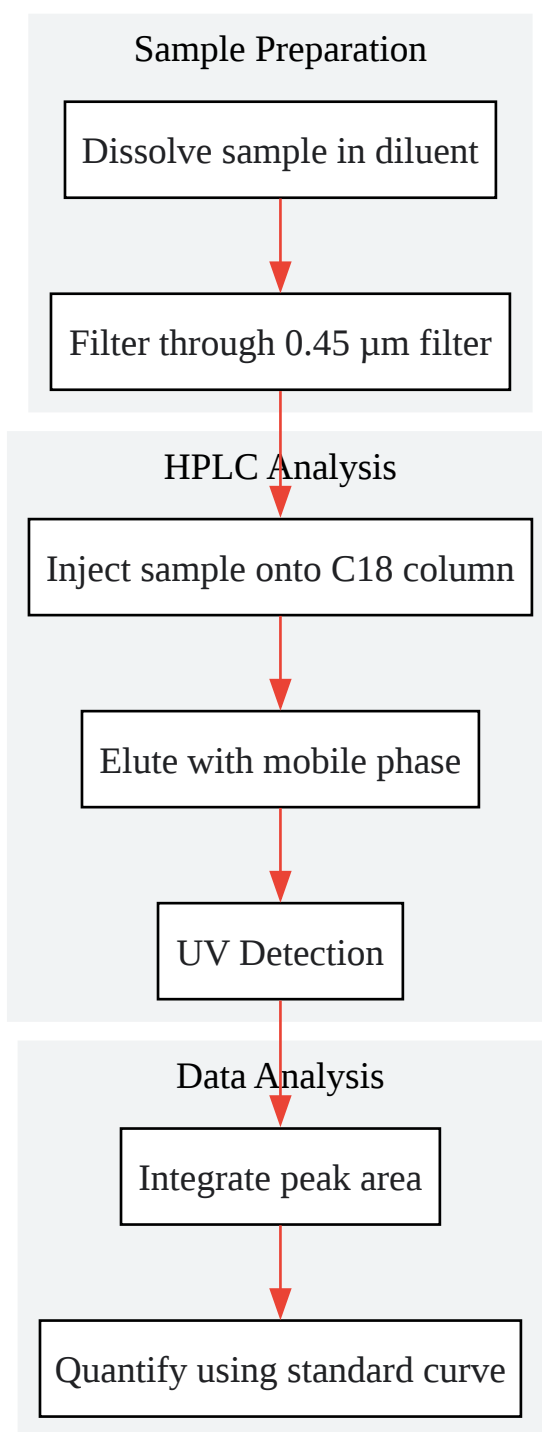 Sample Preparation
Dissolve sample in diluent
Filter through 0.45 µm filter
HPLC Analysis
Inject sample onto C18 column
Elute with mobile phase
UV Detection
Data Analysis
Integrate peak area
Quantify using standard curve